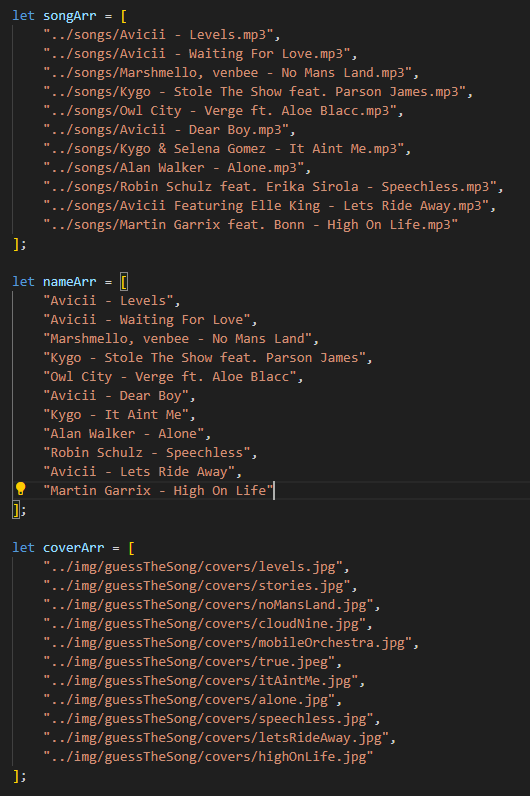 let songArr = [
    "../songs/Avicii - Levels.mp3",
    "../songs/Avicii - Waiting For Love.mp3",
    "../songs/Marshmello, venbee - No Mans Land.mp3",
    "../songs/Kygo - Stole The Show feat. Parson James.mp3",
    "../songs/Owl City - Verge ft. Aloe Blacc.mp3",
    "../songs/Avicii - Dear Boy.mp3",
    "../songs/Kygo & Selena Gomez - It Aint Me.mp3",
    "../songs/Alan Walker - Alone.mp3",
    "../songs/Robin Schulz feat. Erika Sirola - Speechless.mp3",
    "../songs/Avicii Featuring Elle King - Lets Ride Away.mp3",
    "../songs/Martin Garrix feat. Bonn - High On Life.mp3"
];
let nameArr = [
    "Avicii - Levels",
    "Avicii - Waiting For Love",
    "Marshmello, venbee - No Mans Land",
    "Kygo - Stole The Show feat. Parson James",
    "Owl City - Verge ft. Aloe Blacc",
    "Avicii - Dear Boy",
    "Kygo - It Aint Me",
    "Alan Walker - Alone",
    "Robin Schulz - Speechless",
    "Avicii - Lets Ride Away",
    "Martin Garrix - High On Life"
];
let coverArr = [
    "../img/guessTheSong/covers/levels.jpg",
    "../img/guessTheSong/covers/stories.jpg",
    "../img/guessTheSong/covers/noMansLand.jpg",
    "../img/guessTheSong/covers/cloudNine.jpg",
    "../img/guessTheSong/covers/mobileOrchestra.jpg",
    "../img/guessTheSong/covers/true.jpeg",
    "../img/guessTheSong/covers/itAintMe.jpg",
    "../img/guessTheSong/covers/alone.jpg",
    "../img/guessTheSong/covers/speechless.jpg",
    "../img/guessTheSong/covers/letsRideAway.jpg",
    "../img/guessTheSong/covers/highOnLife.jpg"
];